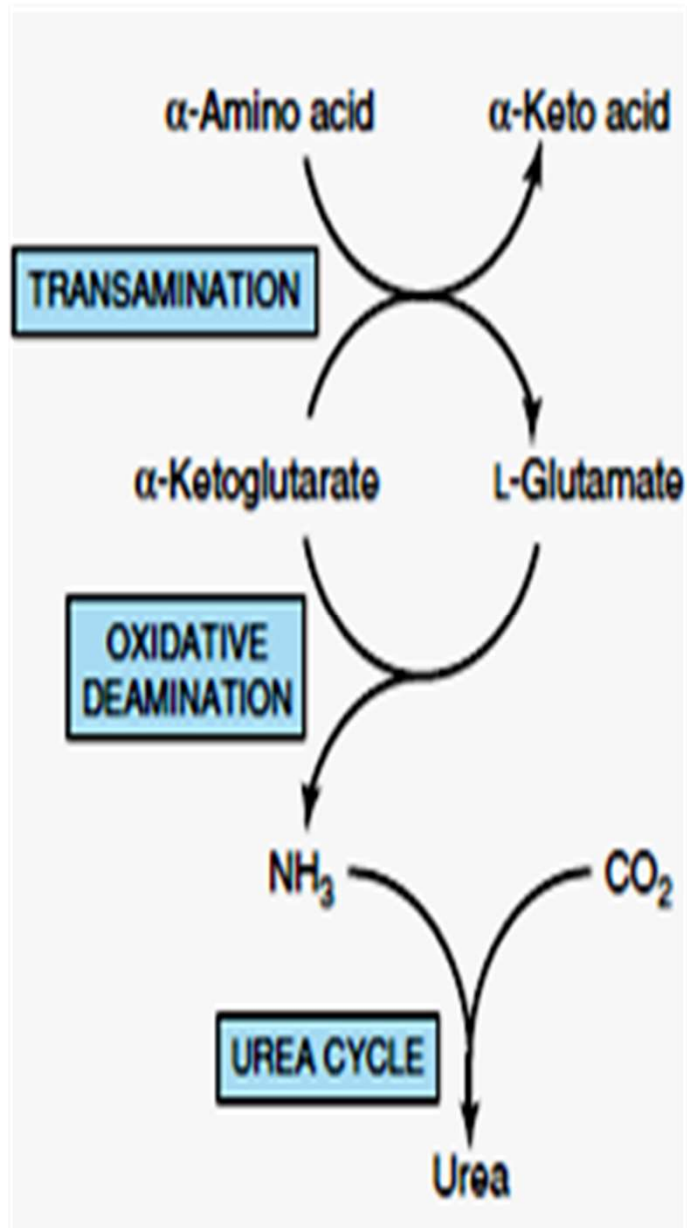 α-Amino acid α-Keto acid
TRANSAMINATION
α-Ketoglutarate L-Glutamate
OXIDATIVE
DEAMINATION
NH₃ CO₂
UREA CYCLE
Urea